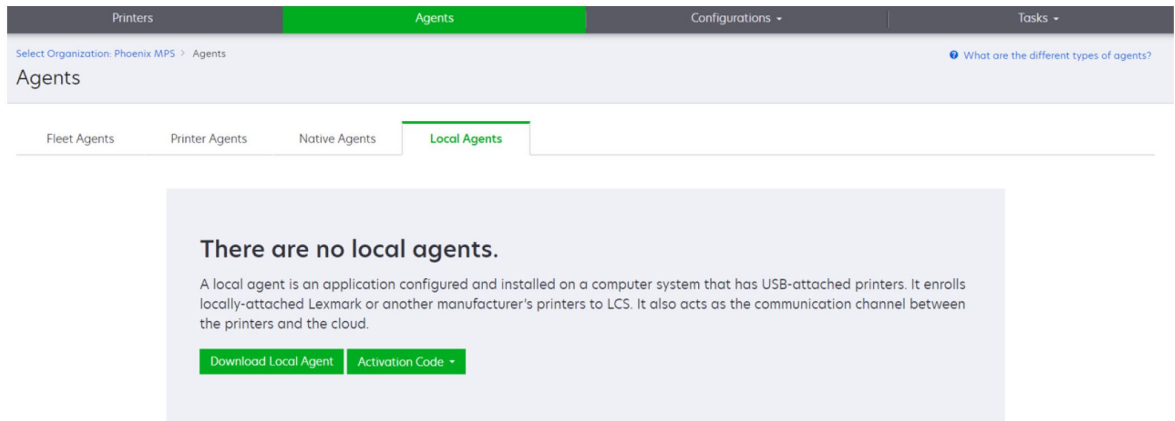 Printers Agents Configurations Tasks
Select Organization: Phoenix MPS > Agents What are the different types of agents?
Agents
Fleet Agents Printer Agents Native Agents Local Agents
There are no local agents.
A local agent is an application configured and installed on a computer system that has USB-attached printers. It enrolls
locally-attached Lexmark or another manufacturer's printers to LCS. It also acts as the communication channel between
the printers and the cloud.
Download Local Agent Activation Code